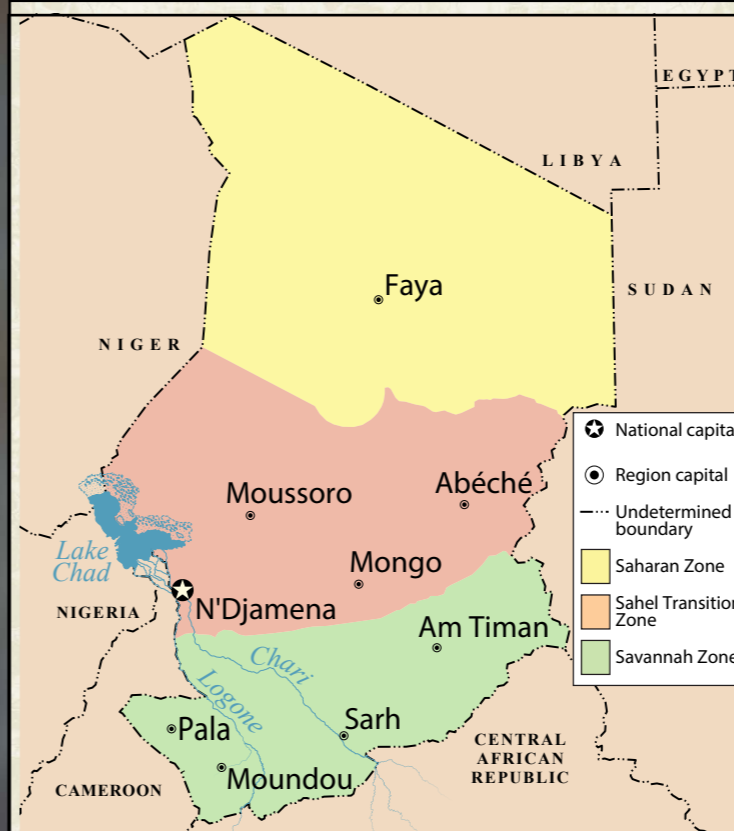 EGYPT
LIBYA
SUDAN
Faya
NIGER
National capita
Region capital
Undetermined
boundary
Saharan Zone
Sahel Transition
Zone
Savannah Zone
Abéché
Moussoro
Lake
Chad
Mongo
NIGERIA
N'Djamena
Am Timan
Chari
Logone
Sarh
Pala
CENTRAL
AFRICAN
REPUBLIC
Moundou
CAMEROON